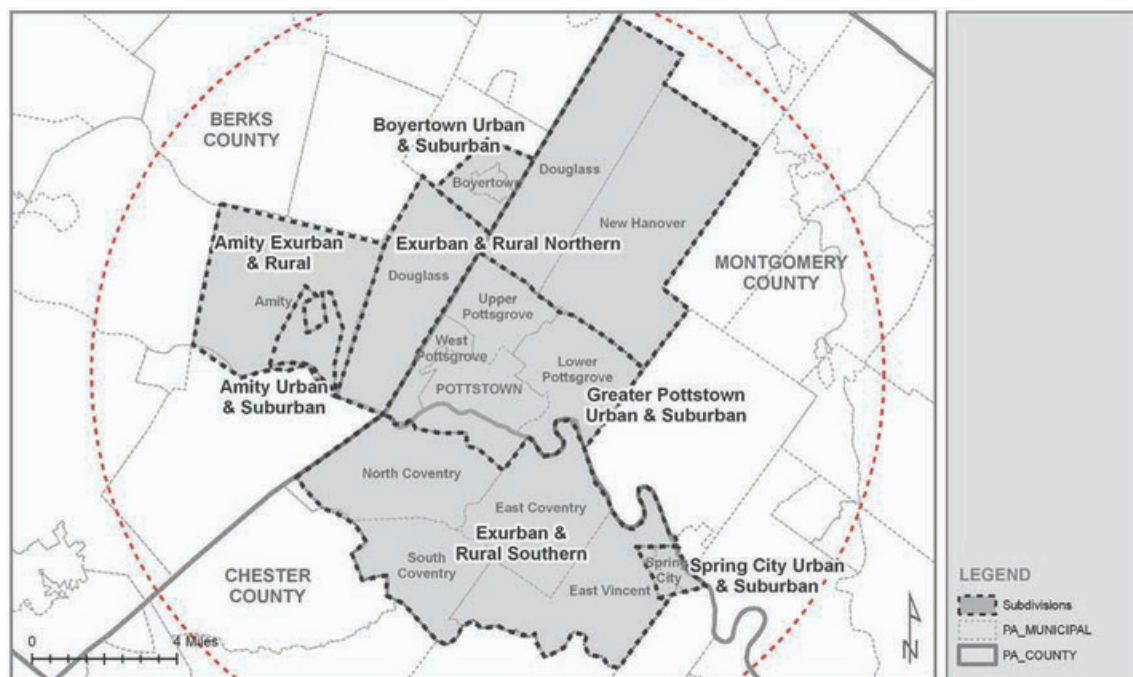 BERKS
COUNTY
Boyertown Urban
& Suburban
Boyertown
Douglass
New Hanover
Amity Exurban
& Rural
Exurban & Rural Northern
Douglass
MONTGOMERY
COUNTY
Amity
Upper
Pottsgrove
West
Pottsgrove
Lower
Pottsgrove
POTTSTOWN
Amity Urban
& Suburban
Greater Pottstown
Urban & Suburban
North Coventry
East Coventry
Exurban &
Rural Southern
South
Coventry
CHESTER
COUNTY
East Vincent
Spring
City
Spring City Urban
& Suburban
0
4 Miles
N
LEGEND
Subdivisions
PA_MUNICIPAL
PA_COUNTY